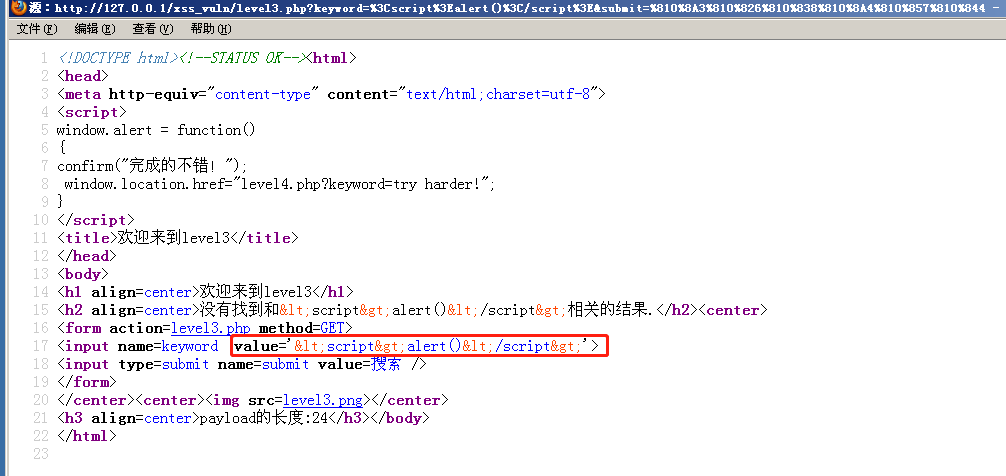 源: http://127.0.0.1/xss_vuln/level3.php?keyword=%3Cscript%3Ealert()%3C/script%3E&submit=%810%8A3%810%826%810%838%810%8A4%810%857%810%844 -
文件(F) 编辑(E) 查看(V) 帮助(H)
1 <!DOCTYPE html><!--STATUS OK--><html>
2 <head>
3 <meta http-equiv="content-type" content="text/html;charset=utf-8">
4 <script>
5 window.alert = function()
6 {
7 confirm("完成的不错! ");
8  window.location.href="level4.php?keyword=try harder!";
9 }
10 </script>
11 <title>欢迎来到level3</title>
12 </head>
13 <body>
14 <h1 align=center>欢迎来到level3</h1>
15 <h2 align=center>没有找到和&lt;script&gt;alert()&lt;/script&gt;相关的结果.</h2><center>
16 <form action=level3.php method=GET>
17 <input name=keyword  value='&lt;script&gt;alert()&lt;/script&gt;'>
18 <input type=submit name=submit value=搜索 />
19 </form>
20 </center><center><img src=level3.png></center>
21 <h3 align=center>payload的长度:24</h3></body>
22 </html>
23